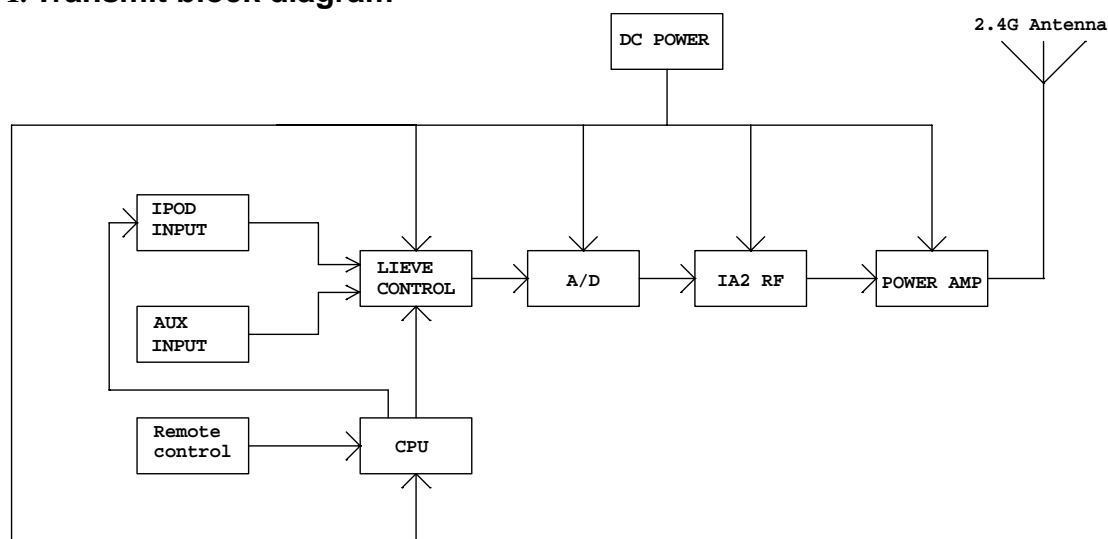 1. Transmit block diagram
2.4G Antenna
DC POWER
IPOD
INPUT
LIEVE
CONTROL
A/D
IA2 RF
POWER AMP
AUX
INPUT
Remote
control
CPU